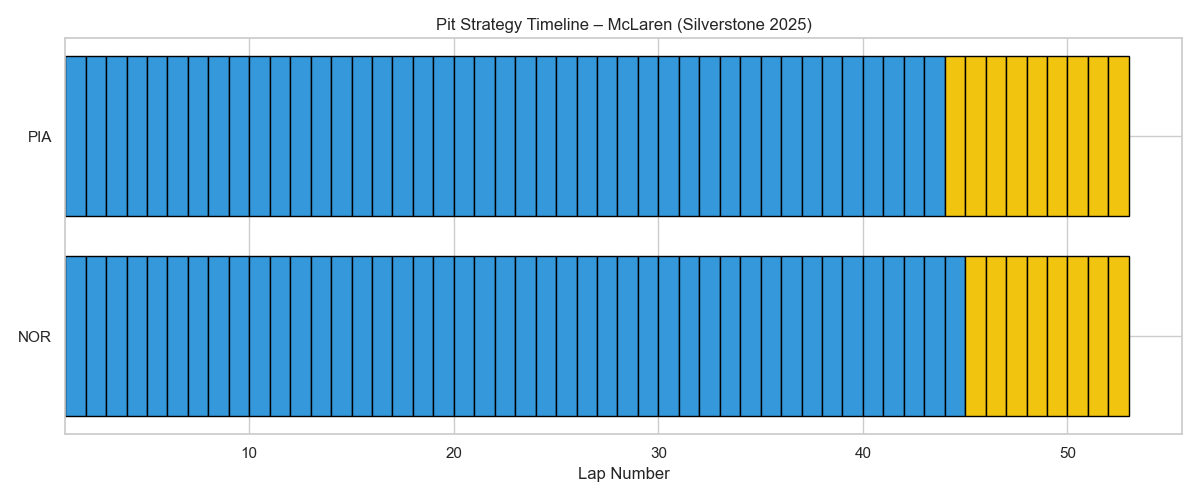 Pit Strategy Timeline – McLaren (Silverstone 2025)
PIA
NOR
10 20 30 40 50
Lap Number